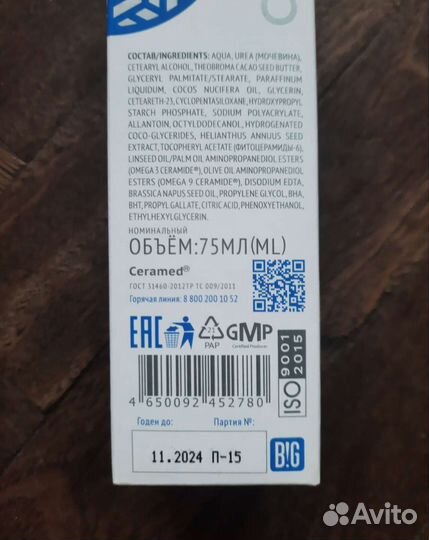 СОСТАВ/INGREDIENTS: AQUA, UREA (МОЧЕВИНА),
CETEARYL ALCOHOL, THEOBROMA CACAO SEED BUTTER,
GLYCERYL PALMITATE/STEARATE, PARAFFINUM
LIQUIDUM, COCOS NUCIFERA OIL, GLYCERIN,
CETEARETH-23, CYCLOPENTASILOXANE, HYDROXYPROPYL
STARCH PHOSPHATE, SODIUM POLYACRYLATE,
ALLANTOIN, OCTYLDODECANOL, HYDROGENATED
COCO-GLYCERIDES, HELIANTHUS ANNUUS SEED
EXTRACT, TOCOPHERYL ACETATE (ФИТОЦЕРАМИДЫ-6),
LINSEED OIL/PALM OIL AMINOPROPANEDIOL ESTERS
(OMEGA 3 CERAMIDE®), OLIVE OIL AMINOPROPANEDIOL
ESTERS (OMEGA 9 CERAMIDE®), DISODIUM EDTA,
BRASSICA NAPUS SEED OIL, PROPYLENE GLYCOL, BHA,
BHT, PROPYL GALLATE, CITRIC ACID, PHENOXYETHANOL,
ETHYLHEXYLGLYCERIN.
НОМИНАЛЬНЫЙ
ОБЪЁМ:75МЛ(ML)
Ceramed®
ГОСТ 31460-2012ТР ТС 009/2011
Горячая линия: 8 800 200 10 52
EAC
21
PAP
GMP
Certified Producer
ISO 9001
2015
4 650092 452780
Годен до: Партия №:
11.2024 П-15
B!G
Avito